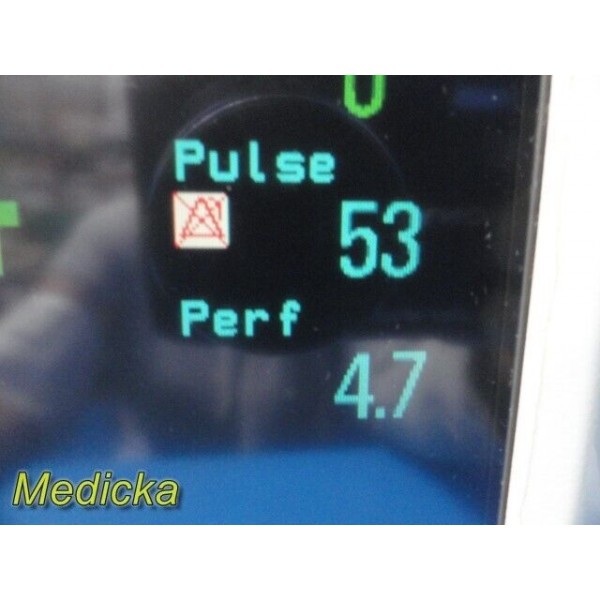 Pulse
53
Perf
4.7
Medicka